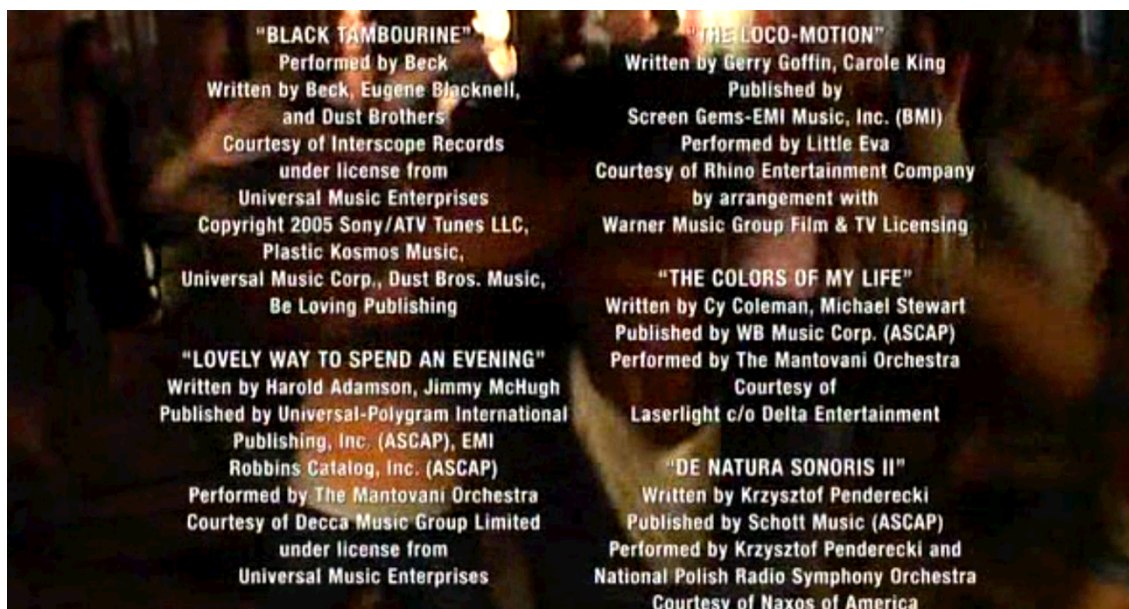 "BLACK TAMBOURINE"
Performed by Beck
Written by Beck, Eugene Blacknell,
and Dust Brothers
Courtesy of Interscope Records
under license from
Universal Music Enterprises
Copyright 2005 Sony/ATV Tunes LLC,
Plastic Kosmos Music,
Universal Music Corp., Dust Bros. Music,
Be Loving Publishing
"LOVELY WAY TO SPEND AN EVENING"
Written by Harold Adamson, Jimmy McHugh
Published by Universal-Polygram International
Publishing, Inc. (ASCAP), EMI
Robbins Catalog, Inc. (ASCAP)
Performed by The Mantovani Orchestra
Courtesy of Decca Music Group Limited
under license from
Universal Music Enterprises
"THE LOCO-MOTION"
Written by Gerry Goffin, Carole King
Published by
Screen Gems-EMI Music, Inc. (BMI)
Performed by Little Eva
Courtesy of Rhino Entertainment Company
by arrangement with
Warner Music Group Film & TV Licensing
"THE COLORS OF MY LIFE"
Written by Cy Coleman, Michael Stewart
Published by WB Music Corp. (ASCAP)
Performed by The Mantovani Orchestra
Courtesy of
Laserlight c/o Delta Entertainment
"DE NATURA SONORIS II"
Written by Krzysztof Penderecki
Published by Schott Music (ASCAP)
Performed by Krzysztof Penderecki and
National Polish Radio Symphony Orchestra
Courtesy of Naxos of America